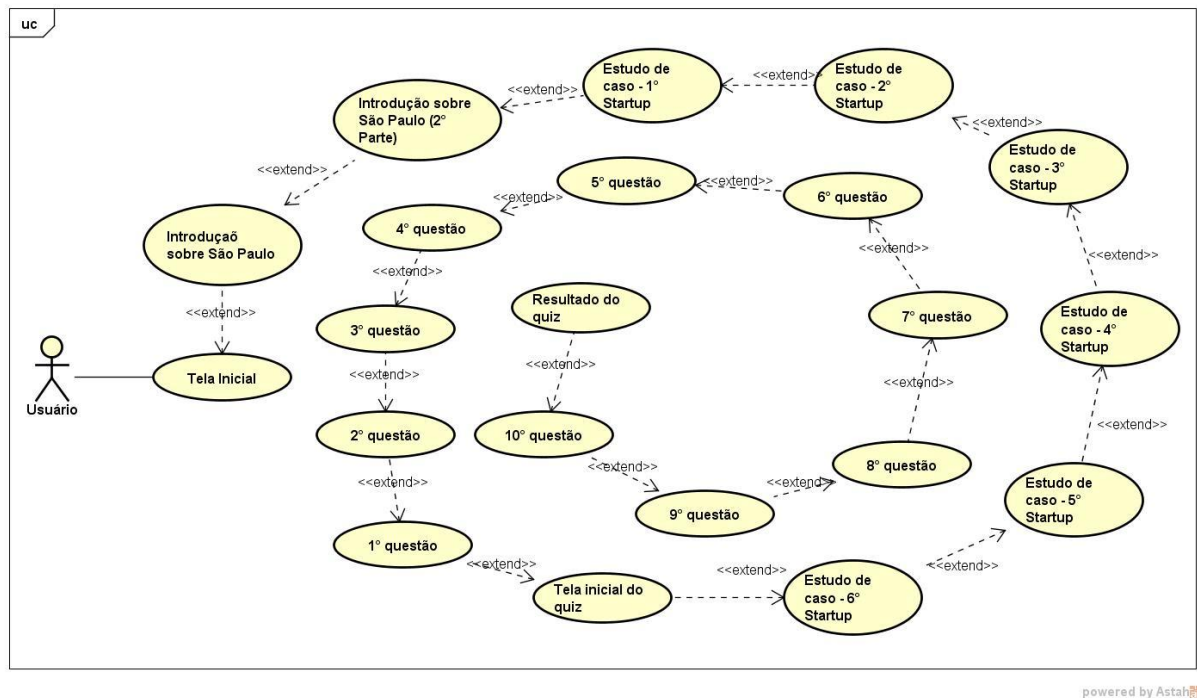 uc
Estudo de
caso - 1°
Startup
<<extend>>
Estudo de
caso - 2°
Startup
<<extend>>
Introdução sobre
São Paulo (2°
Parte)
<<extend>>
Estudo de
caso - 3°
Startup
<<extend>>
5° questão
<<extend>>
6° questão
<<extend>>
4° questão
<<extend>>
Introduçaõ
sobre São Paulo
<<extend>>
<<extend>>
<<extend>>
Resultado do
quiz
7° questão
Estudo de
caso - 4°
Startup
<<extend>>
3° questão
Usuário
Tela Inicial
<<extend>>
<<extend>>
<<extend>>
2° questão
10° questão
<<extend>>
<<extend>>
8° questão
<<extend>>
<<extend>>
9° questão
Estudo de
caso - 5°
Startup
1° questão
<<extend>>
Tela inicial do
quiz
<<extend>>
Estudo de
caso - 6°
Startup
<<extend>>
powered by Astah